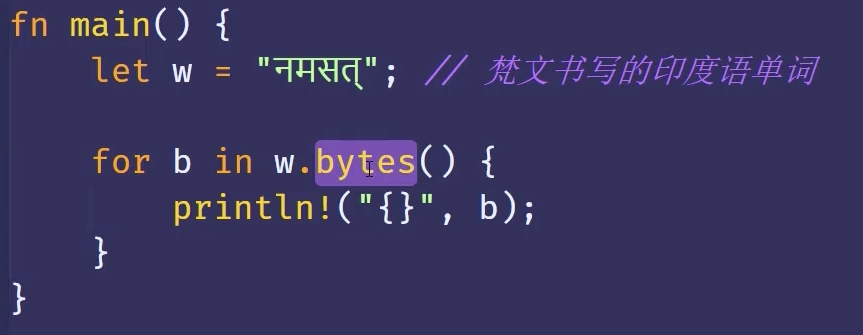 fn main() {
    let w = "नमसत्"; // 梵文书写的印度语单词
    for b in w.bytes() {
        println!("{}", b);
    }
}